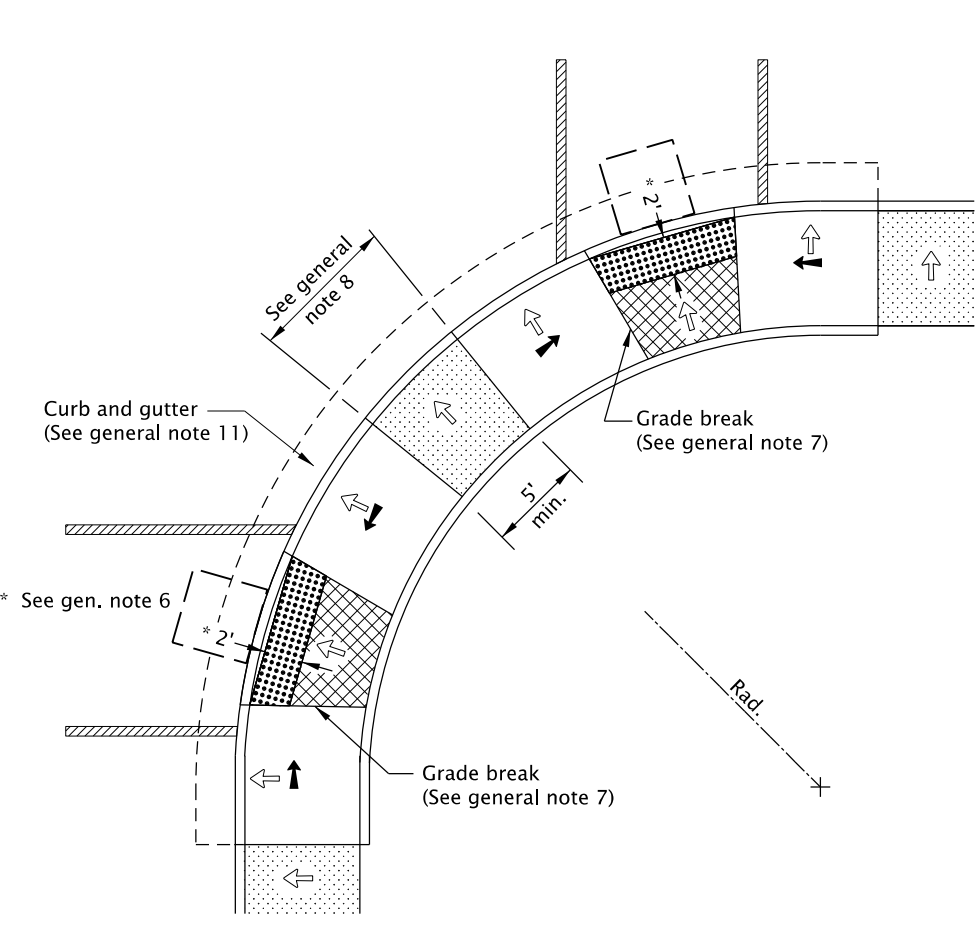 See general
note 8
* 2'
Curb and gutter
(See general note 11)
Grade break
(See general note 7)
5'
min.
* See gen. note 6
* 2'
Rad.
Grade break
(See general note 7)